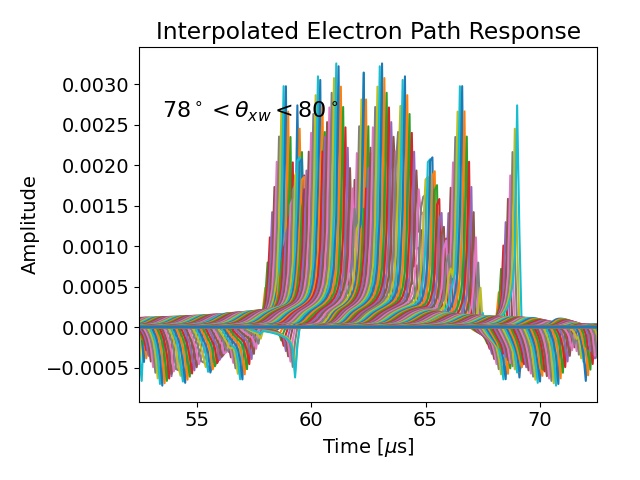 Interpolated Electron Path Response
78° < θxw < 80°
Amplitude
0.0030
0.0025
0.0020
0.0015
0.0010
0.0005
0.0000
−0.0005
55 60 65 70
Time [μs]